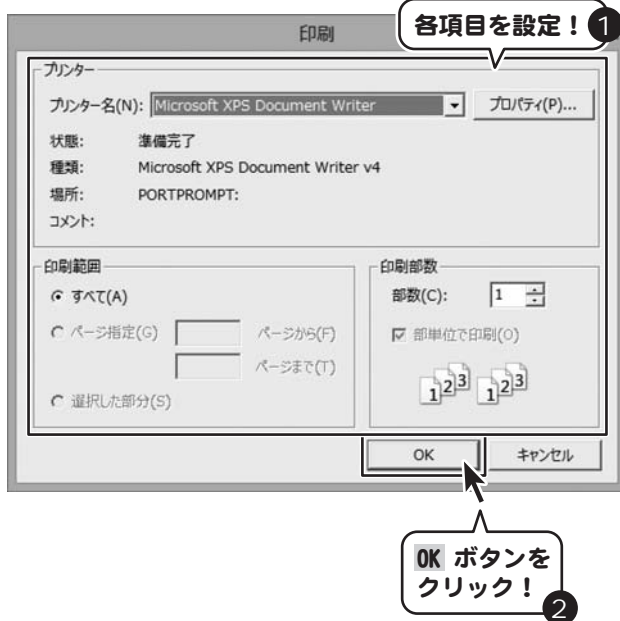 印刷
各項目を設定！1
プリンター
プリンター名(N): Microsoft XPS Document Writer プロパティ(P)...
状態: 準備完了
種類: Microsoft XPS Document Writer v4
場所: PORTPROMPT:
コメント:
印刷範囲
すべて(A)
ページ指定(G) ページから(F)
ページまで(T)
選択した部分(S)
印刷部数
部数(C): 1
部単位で印刷(O)
1 2 3 1 2 3
OK キャンセル
OK ボタンを
クリック！
2